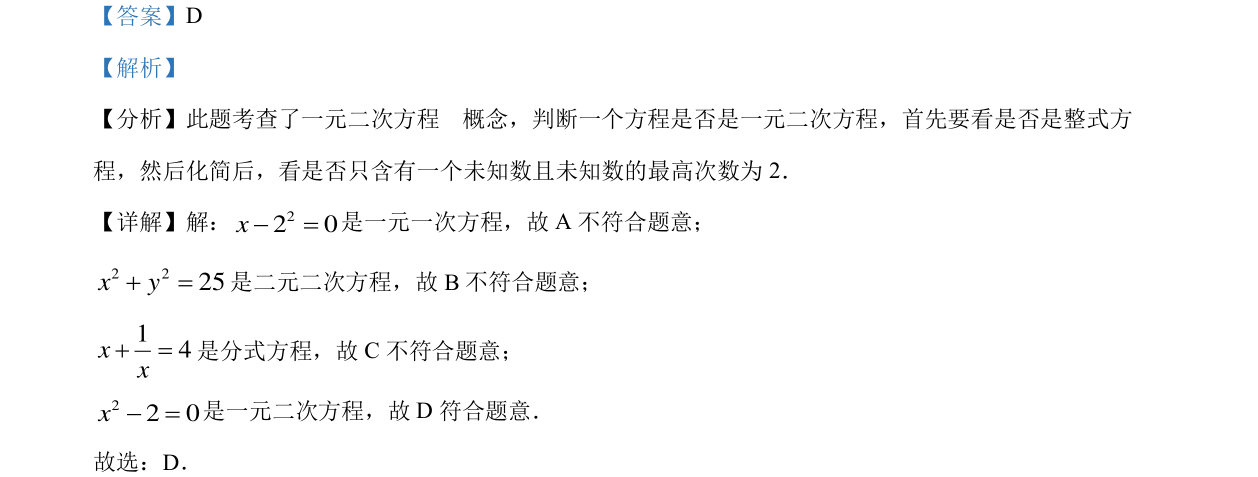 【答案】D
【解析】
【分析】此题考查了一元二次方程 概念，判断一个方程是否是一元二次方程，首先要看是否是整式方
程，然后化简后，看是否只含有一个未知数且未知数的最高次数为 2．
【详解】解： x − 2² = 0是一元一次方程，故 A 不符合题意；
x² + y² = 25 是二元二次方程，故 B 不符合题意；
x + 1/x = 4 是分式方程，故 C 不符合题意；
x² − 2 = 0是一元二次方程，故 D 符合题意．
故选：D．